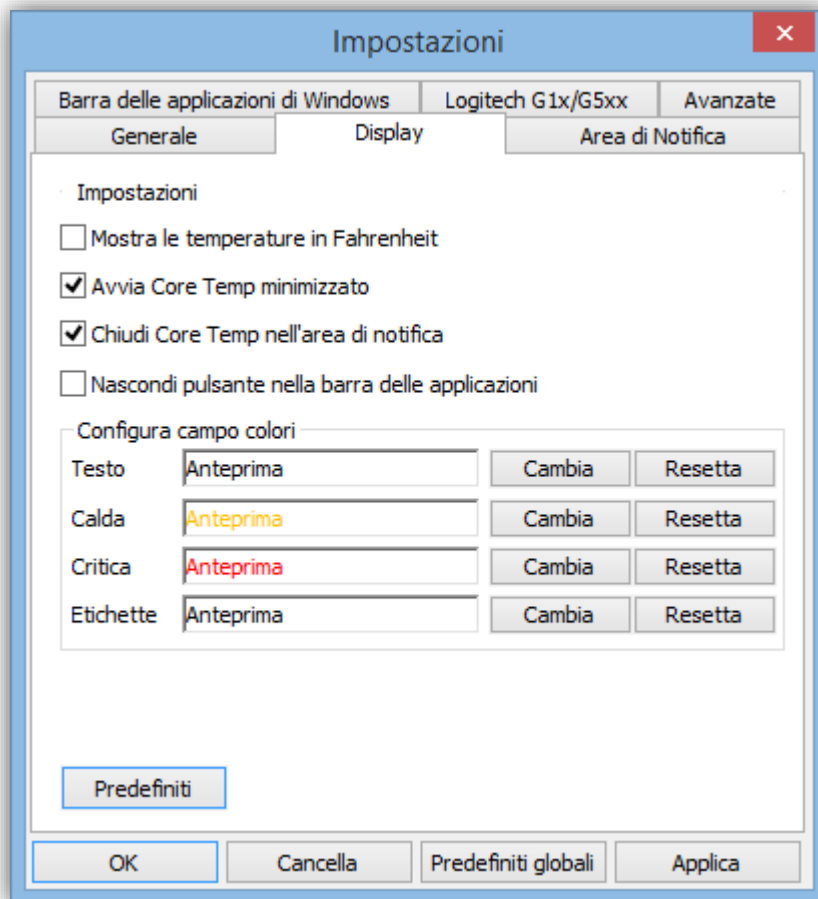 Impostazioni
Barra delle applicazioni di Windows Logitech G1x/G5xx Avanzate
Generale Display Area di Notifica
Impostazioni
Mostra le temperature in Fahrenheit
Avvia Core Temp minimizzato
Chiudi Core Temp nell'area di notifica
Nascondi pulsante nella barra delle applicazioni
Configura campo colori
Testo Anteprima Cambia Resetta
Calda Anteprima Cambia Resetta
Critica Anteprima Cambia Resetta
Etichette Anteprima Cambia Resetta
Predefiniti
OK Cancella Predefiniti globali Applica